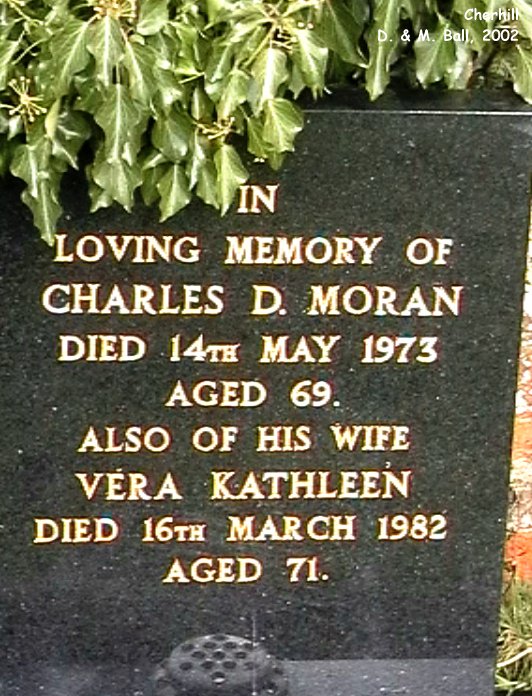 Cherhill
D. & M. Ball, 2002
IN
LOVING MEMORY OF
CHARLES D. MORAN
DIED 14TH MAY 1973
AGED 69.
ALSO OF HIS WIFE
VERA KATHLEEN
DIED 16TH MARCH 1982
AGED 71.